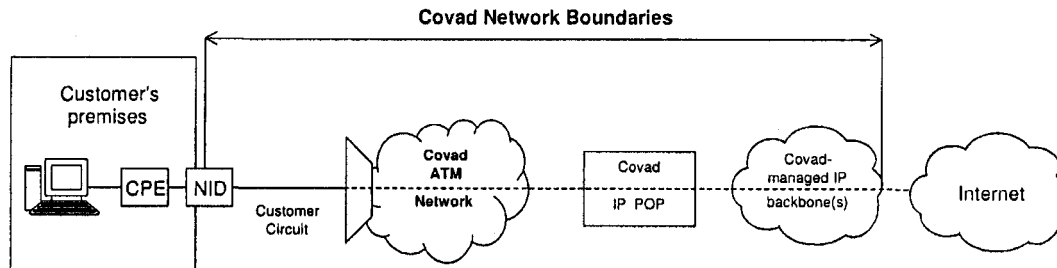 Covad Network Boundaries
Customer's
premises
CPE
NID
Customer
Circuit
Covad
ATM
Network
Covad
IP POP
Covad-
managed IP
backbone(s)
Internet